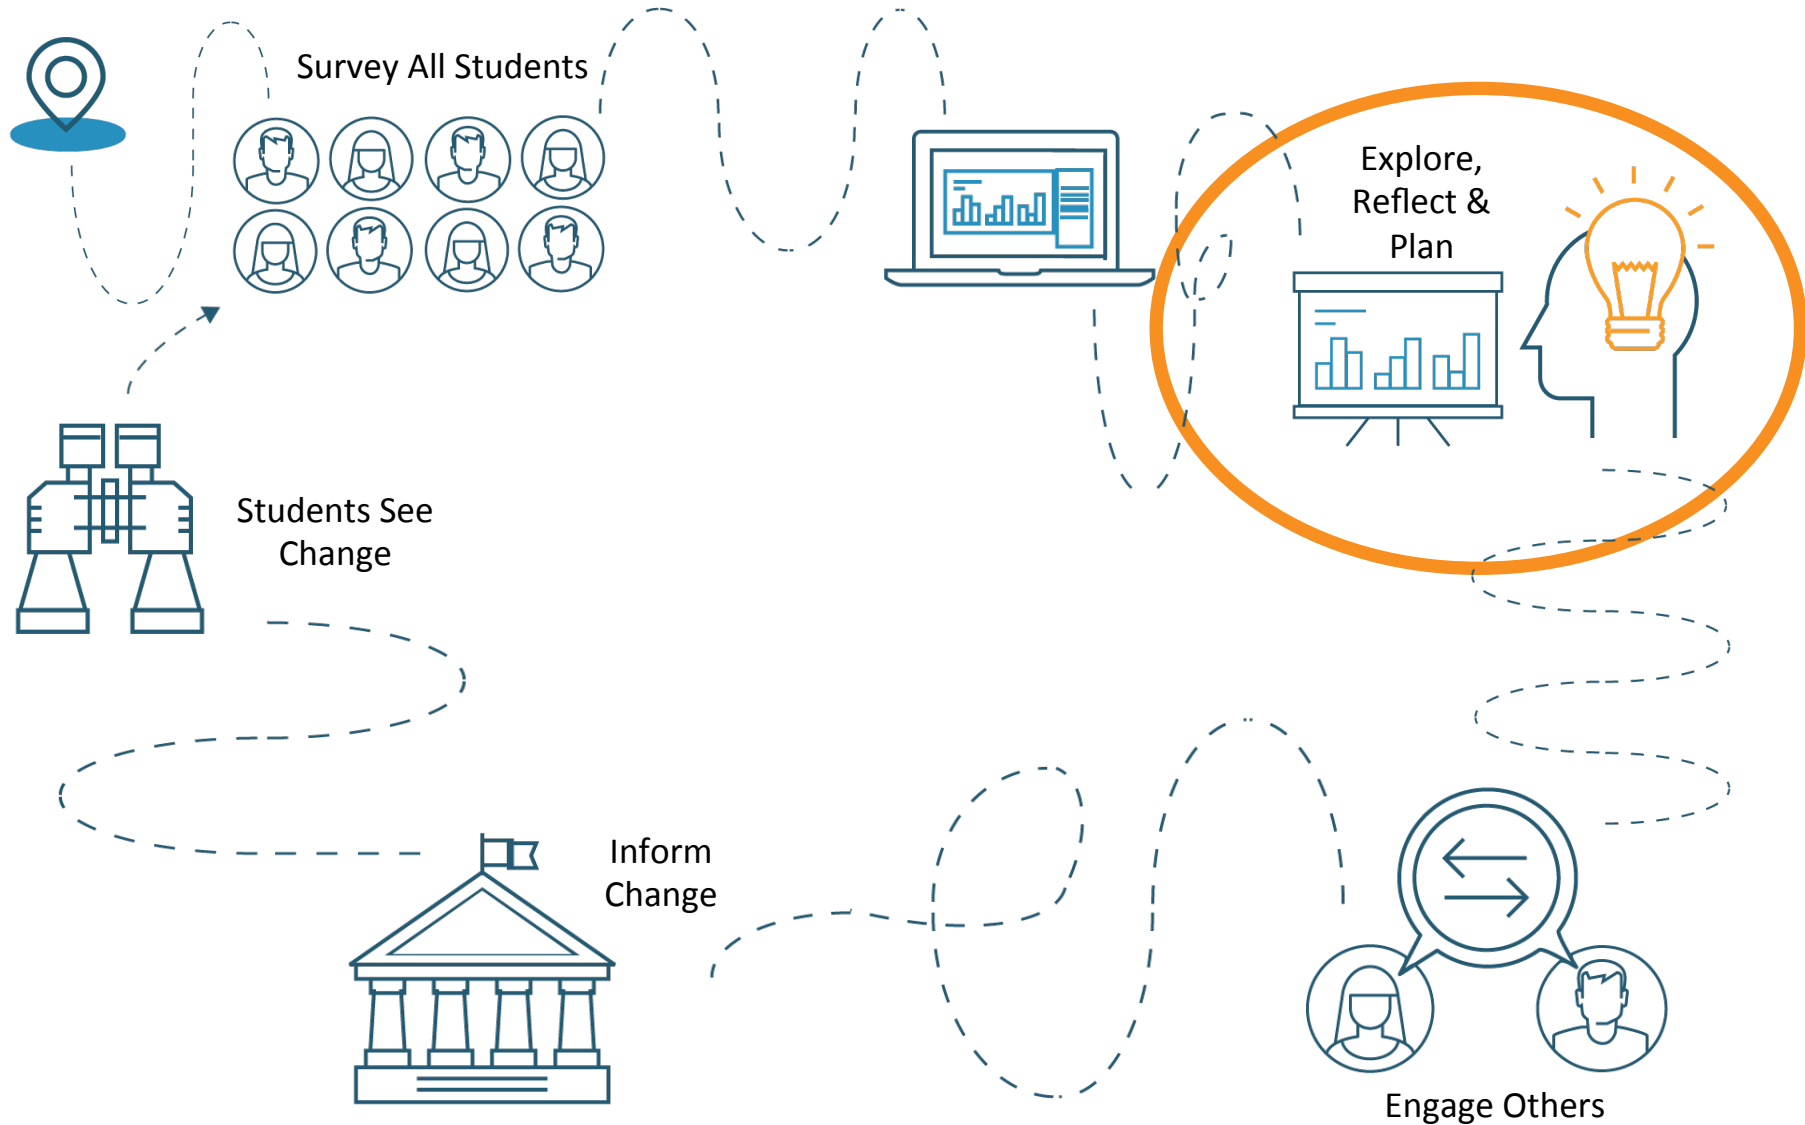 Survey All Students
Explore,
Reflect &
Plan
Students See
Change
Inform
Change
Engage Others